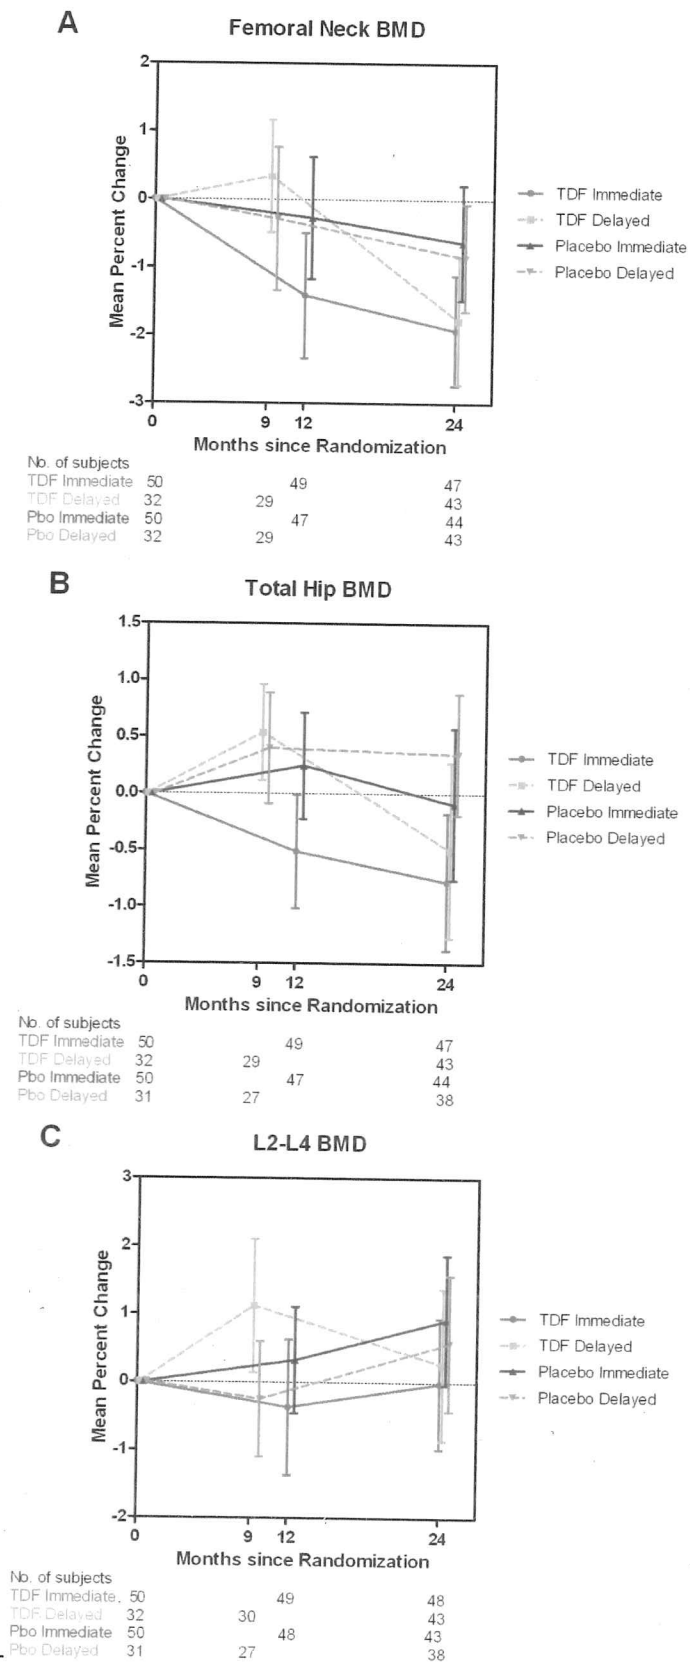 A
Femoral Neck BMD
2
1
0
-1
-2
-3
Mean Percent Change
0 9 12 24
Months since Randomization
TDF Immediate
TDF Delayed
Placebo Immediate
Placebo Delayed
No. of subjects
TDF Immediate 50 49 47
TDF Delayed 32 29 43
Pbo Immediate 50 47 44
Pbo Delayed 32 29 43
B
Total Hip BMD
1.5
1.0
0.5
0.0
-0.5
-1.0
-1.5
Mean Percent Change
0 9 12 24
Months since Randomization
TDF Immediate
TDF Delayed
Placebo Immediate
Placebo Delayed
No. of subjects
TDF Immediate 50 49 47
TDF Delayed 32 29 43
Pbo Immediate 50 47 44
Pbo Delayed 31 27 38
C
L2-L4 BMD
3
2
1
0
-1
-2
Mean Percent Change
0 9 12 24
Months since Randomization
TDF Immediate
TDF Delayed
Placebo Immediate
Placebo Delayed
No. of subjects
TDF Immediate 50 49 48
TDF Delayed 32 30 43
Pbo Immediate 50 48 43
Pbo Delayed 31 27 38